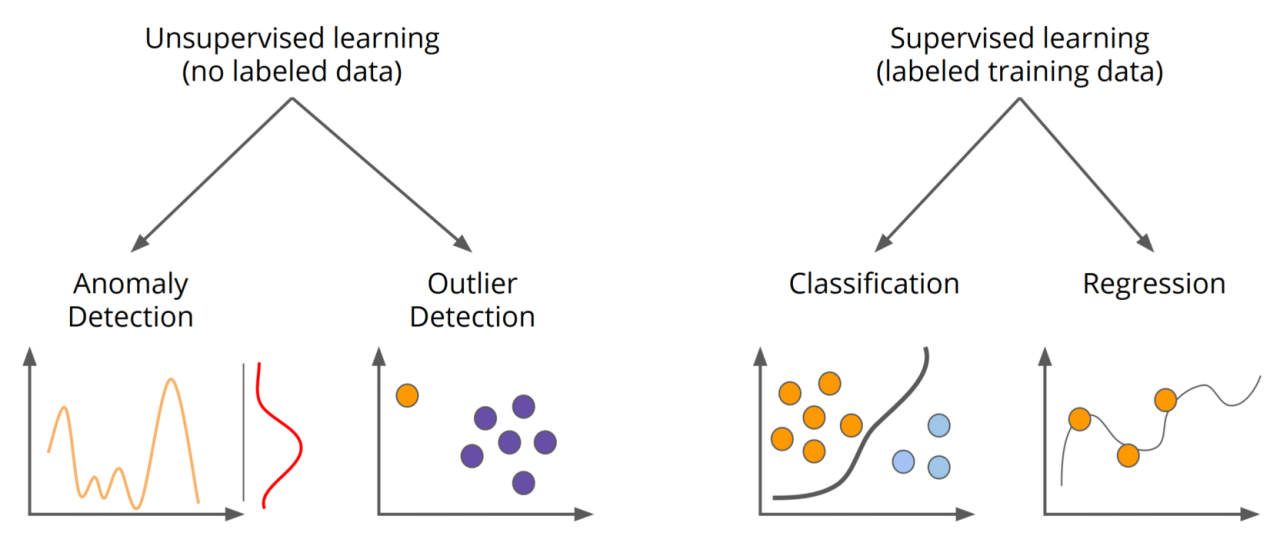 Unsupervised learning
(no labeled data)
Supervised learning
(labeled training data)
Anomaly
Detection
Outlier
Detection
Classification
Regression